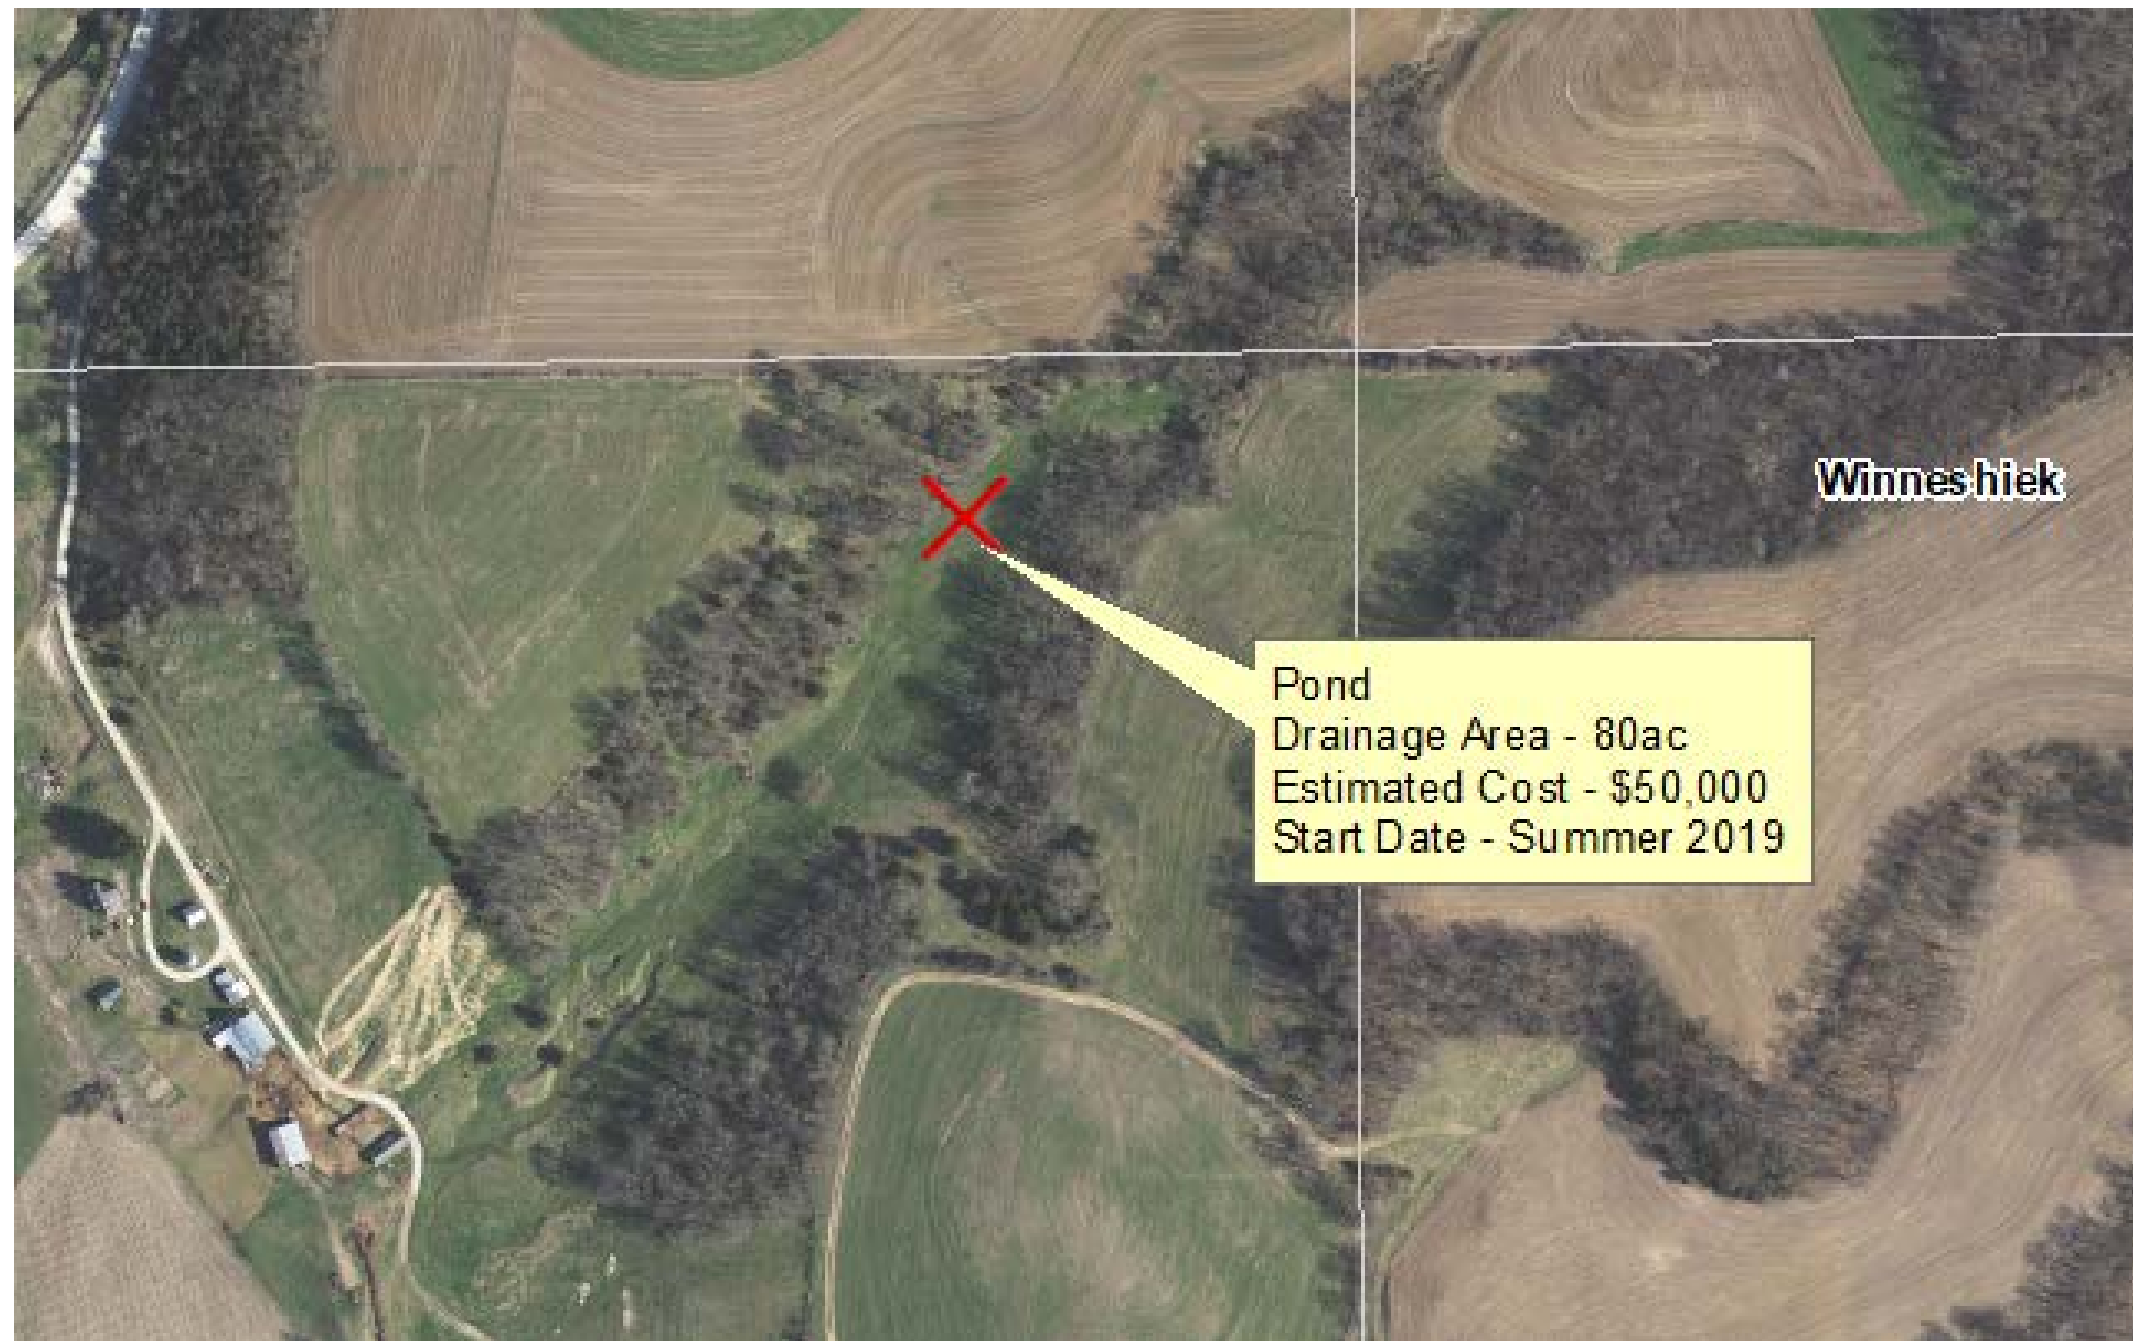 Winneshiek
Pond
Drainage Area - 80ac
Estimated Cost - $50,000
Start Date - Summer 2019